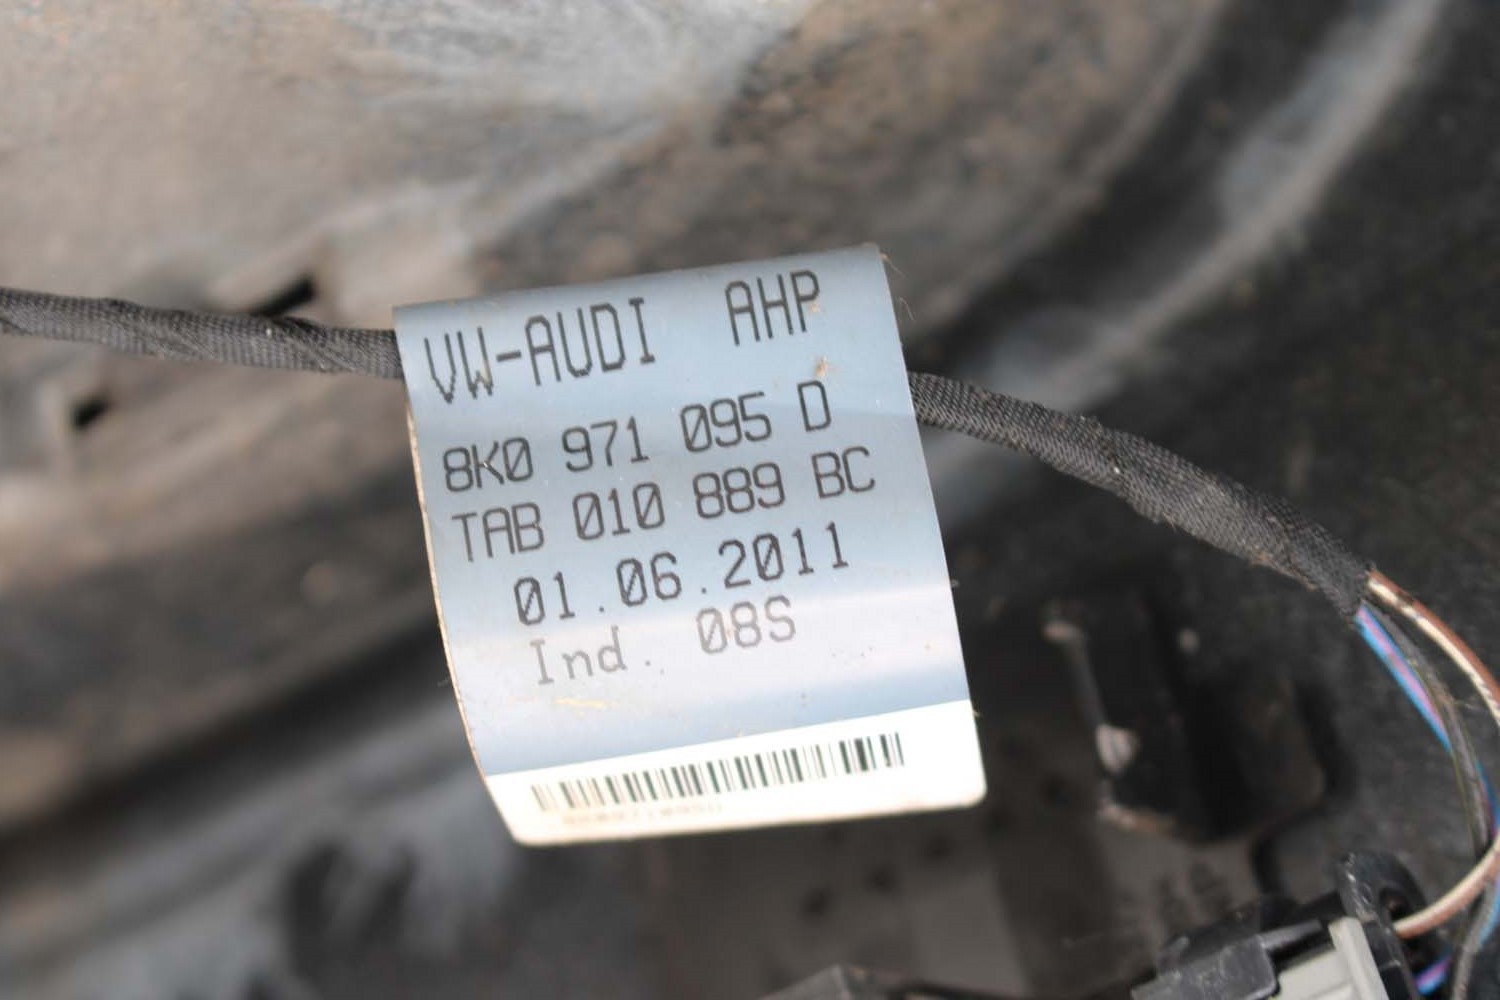 VW-AUDI AHP
8K0 971 095 D
TAB 010 889 BC
01.06.2011
Ind. 08S